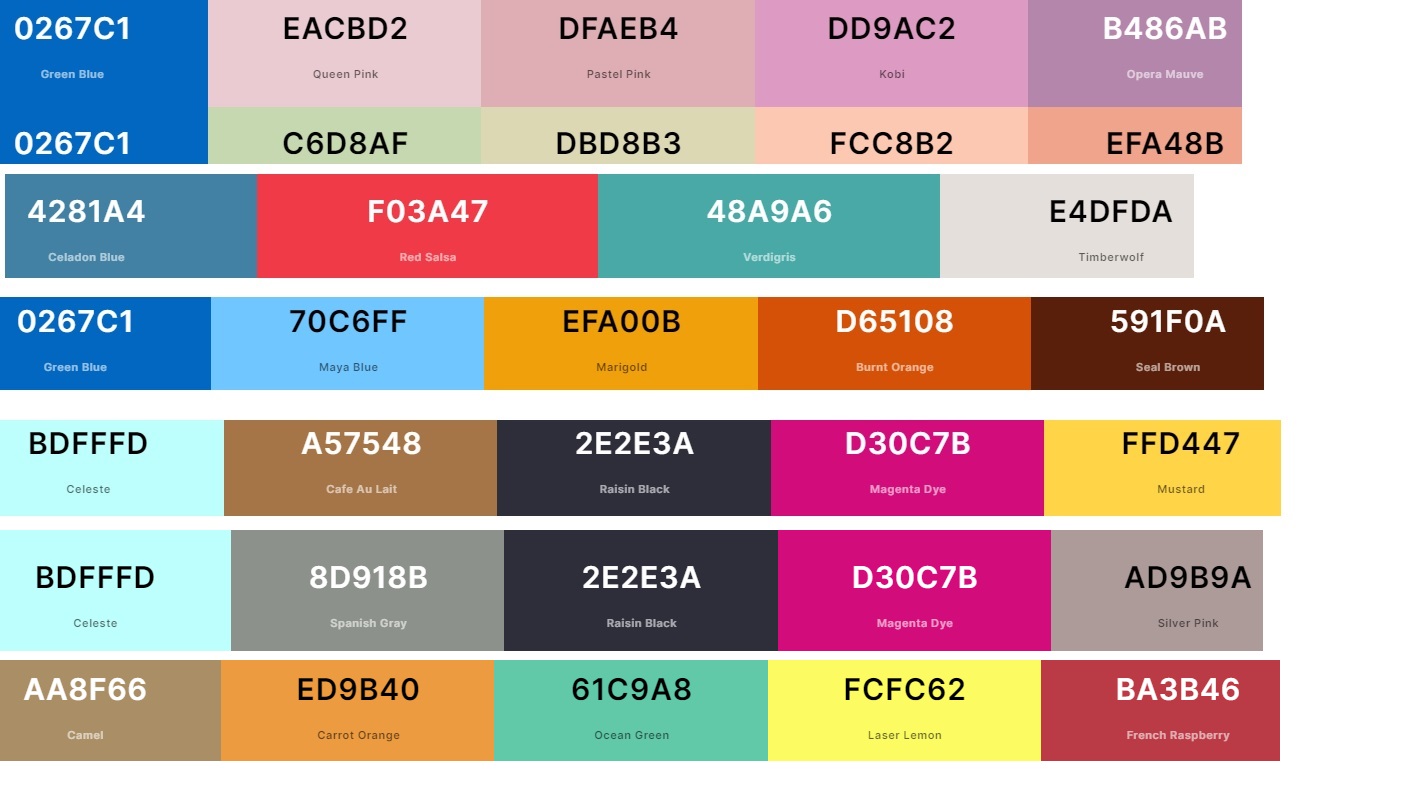 0267C1 EACBD2 DFAEB4 DD9AC2 B486AB
Green Blue Queen Pink Pastel Pink Kobi Opera Mauve
0267C1 C6D8AF DBD8B3 FCC8B2 EFA48B
4281A4 F03A47 48A9A6 E4DFDA
Celadon Blue Red Salsa Verdigris Timberwolf
0267C1 70C6FF EFA00B D65108 591F0A
Green Blue Maya Blue Marigold Burnt Orange Seal Brown
BDFFFD A57548 2E2E3A D30C7B FFD447
Celeste Cafe Au Lait Raisin Black Magenta Dye Mustard
BDFFFD 8D918B 2E2E3A D30C7B AD9B9A
Celeste Spanish Gray Raisin Black Magenta Dye Silver Pink
AA8F66 ED9B40 61C9A8 FCFC62 BA3B46
Camel Carrot Orange Ocean Green Laser Lemon French Raspberry